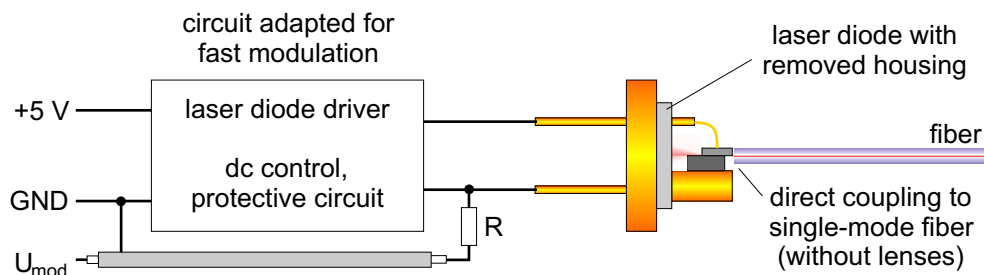 circuit adapted for
fast modulation
laser diode with
removed housing
+5 V
laser diode driver
fiber
dc control,
protective circuit
GND
direct coupling to
single-mode fiber
(without lenses)
R
Umod